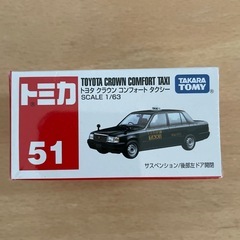 トミカ
51
TOYOTA CROWN COMFORT TAXI
トヨタ クラウン コンフォート タクシー
SCALE 1/63
TAKARA
TOMY
サスペンション/後部左ドア開閉